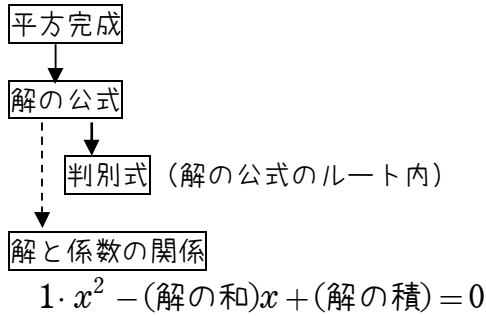 平方完成
解の公式
判別式（解の公式のルート内）
解と係数の関係
1· x² −(解の和)x＋(解の積)＝0